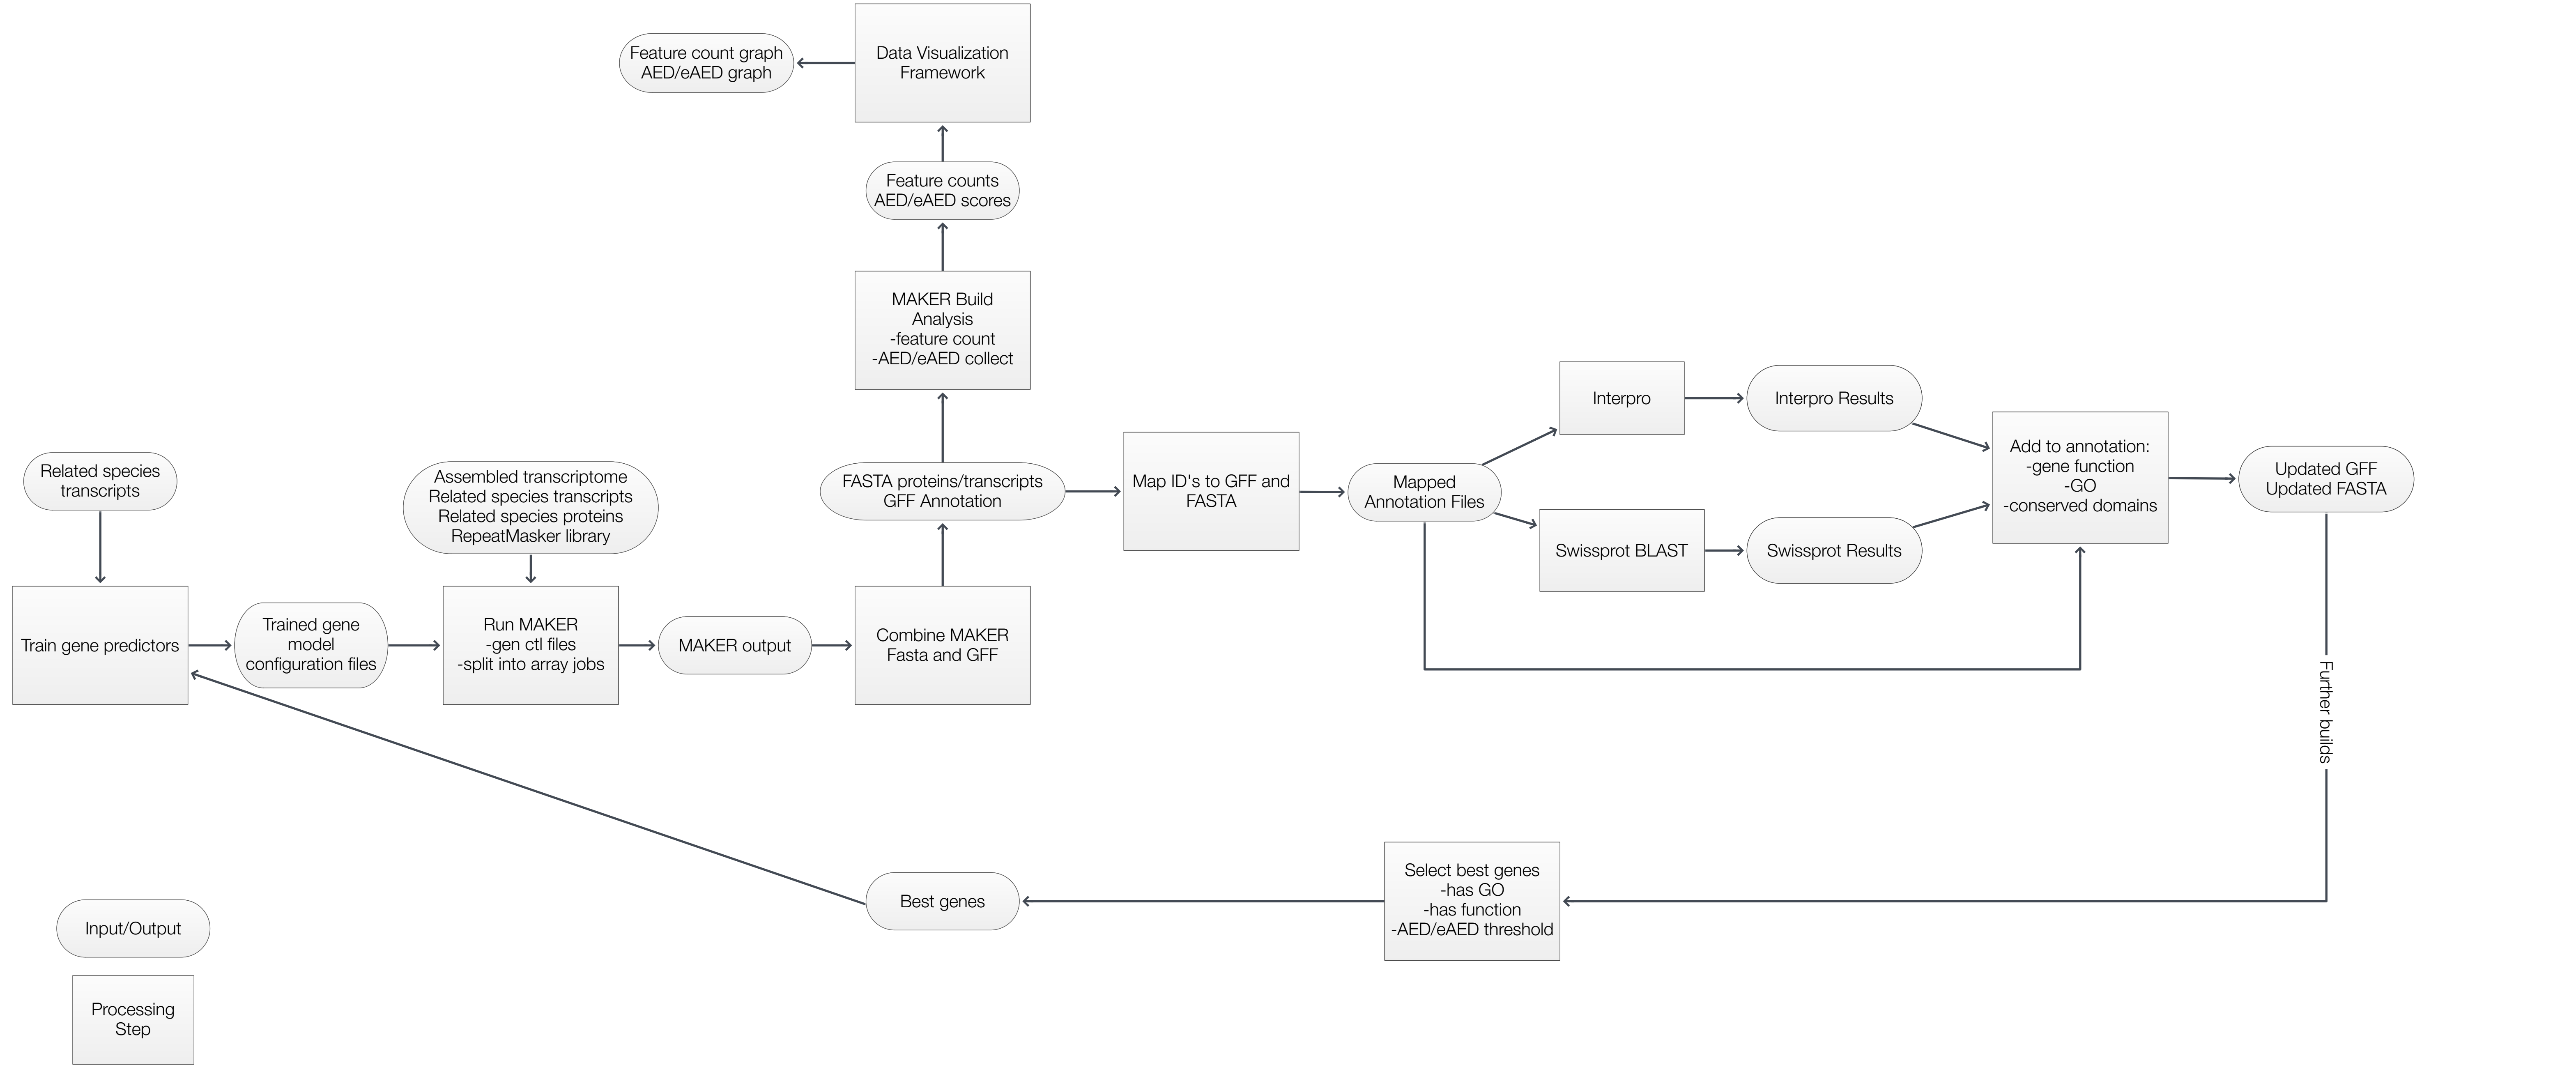 Feature count graph
AED/eAED graph
Data Visualization
Framework
Feature counts
AED/eAED scores
MAKER Build
Analysis
-feature count
-AED/eAED collect
Related species
transcripts
Assembled transcriptome
Related species transcripts
Related species proteins
RepeatMasker library
FASTA proteins/transcripts
GFF Annotation
Map ID's to GFF and
FASTA
Mapped
Annotation Files
Interpro
Interpro Results
Swissprot BLAST
Swissprot Results
Add to annotation:
-gene function
-GO
-conserved domains
Updated GFF
Updated FASTA
Train gene predictors
Trained gene
model
configuration files
Run MAKER
-gen ctl files
-split into array jobs
MAKER output
Combine MAKER
Fasta and GFF
Further builds
Select best genes
-has GO
-has function
-AED/eAED threshold
Best genes
Input/Output
Processing
Step